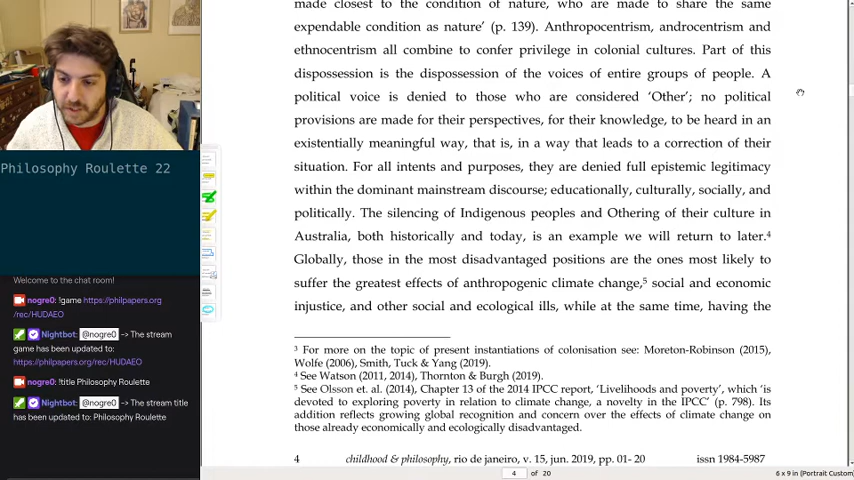 made closest to the condition of nature, who are made to share the same
expendable condition as nature' (p. 139). Anthropocentrism, androcentrism and
ethnocentrism all combine to confer privilege in colonial cultures. Part of this
dispossession is the dispossession of the voices of entire groups of people. A
political voice is denied to those who are considered 'Other'; no political
provisions are made for their perspectives, for their knowledge, to be heard in an
existentially meaningful way, that is, in a way that leads to a correction of their
situation. For all intents and purposes, they are denied full epistemic legitimacy
within the dominant mainstream discourse; educationally, culturally, socially, and
politically. The silencing of Indigenous peoples and Othering of their culture in
Australia, both historically and today, is an example we will return to later.⁴
Globally, those in the most disadvantaged positions are the ones most likely to
suffer the greatest effects of anthropogenic climate change,⁵ social and economic
injustice, and other social and ecological ills, while at the same time, having the
³ For more on the topic of present instantiations of colonisation see: Moreton-Robinson (2015),
Wolfe (2006), Smith, Tuck & Yang (2019).
⁴ See Watson (2011, 2014), Thornton & Burgh (2019).
⁵ See Olsson et. al. (2014), Chapter 13 of the 2014 IPCC report, 'Livelihoods and poverty', which 'is
devoted to exploring poverty in relation to climate change, a novelty in the IPCC' (p. 798). Its
addition reflects growing global recognition and concern over the effects of climate change on
those already economically and ecologically disadvantaged.
4 childhood & philosophy, rio de janeiro, v. 15, jun. 2019, pp. 01- 20 issn 1984-5987
4 of 20 6 x 9 in (Portrait Custom
Philosophy Roulette 22
Welcome to the chat room!
nogre0: !game https://philpapers.org
/rec/HUDAEO
Nightbot: @nogre0 -> The stream
game has been updated to:
https://philpapers.org/rec/HUDAEO
nogre0: !title Philosophy Roulette
Nightbot: @nogre0 -> The stream title
has been updated to: Philosophy Roulette